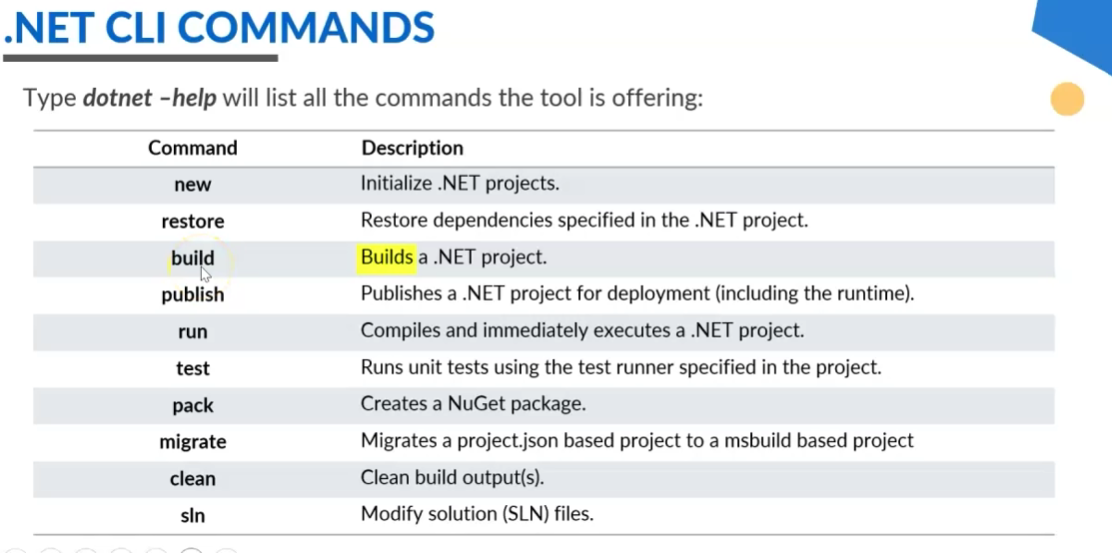 .NET CLI COMMANDS
Type dotnet –help will list all the commands the tool is offering:
Command Description
new Initialize .NET projects.
restore Restore dependencies specified in the .NET project.
build Builds a .NET project.
publish Publishes a .NET project for deployment (including the runtime).
run Compiles and immediately executes a .NET project.
test Runs unit tests using the test runner specified in the project.
pack Creates a NuGet package.
migrate Migrates a project.json based project to a msbuild based project
clean Clean build output(s).
sln Modify solution (SLN) files.